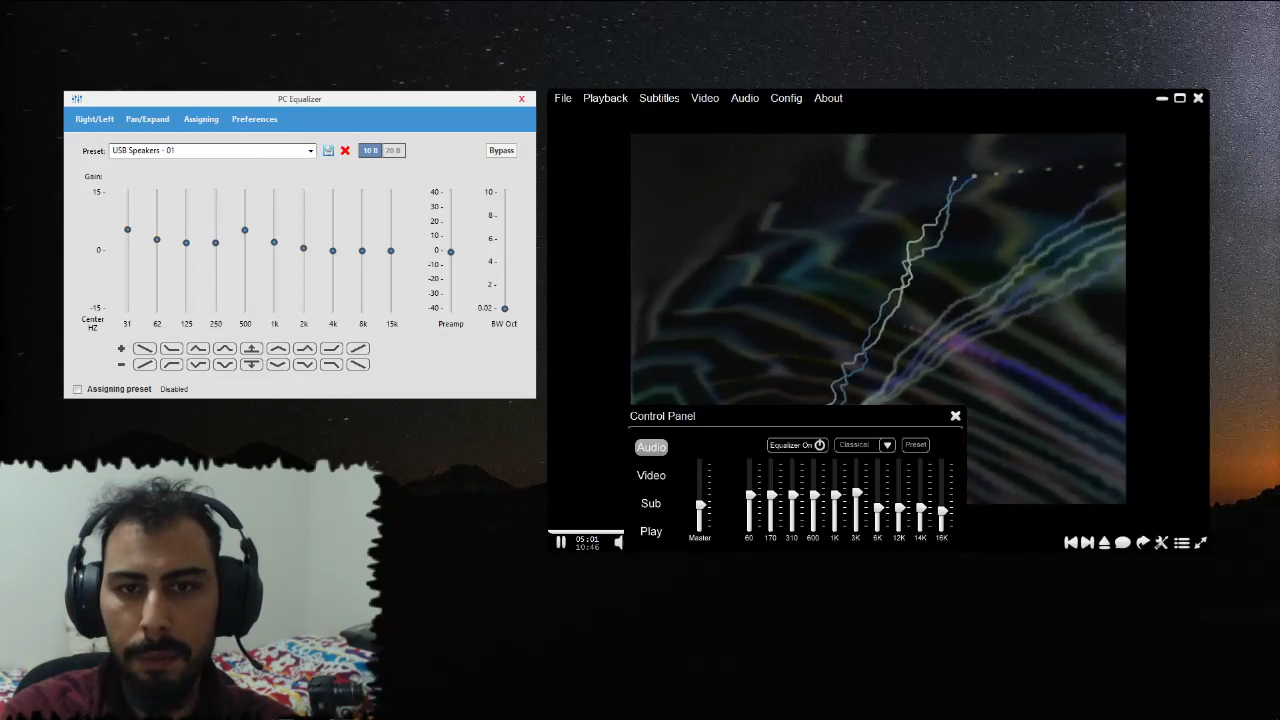 PC Equalizer X
Right/Left Pan/Expand Assigning Preferences
Preset: USB Speakers - 01 10 B 20 B Bypass
Gain:
15 40 - 10 -
30 - 8 -
20 -
10 - 6 -
0 - 0 -
-10 - 4 -
-20 - 2 -
-30 -
-15 -40 - 0.02 -
Center
HZ
31 62 125 250 500 1k 2k 4k 8k 15k Preamp BW Oct
+
−
Assigning preset Disabled
File Playback Subtitles Video Audio Config About
Control Panel
Audio Equalizer On Classical Preset
Video
Sub
Play
Master 60 170 310 600 1K 3K 6K 12K 14K 16K
05:01
10:46